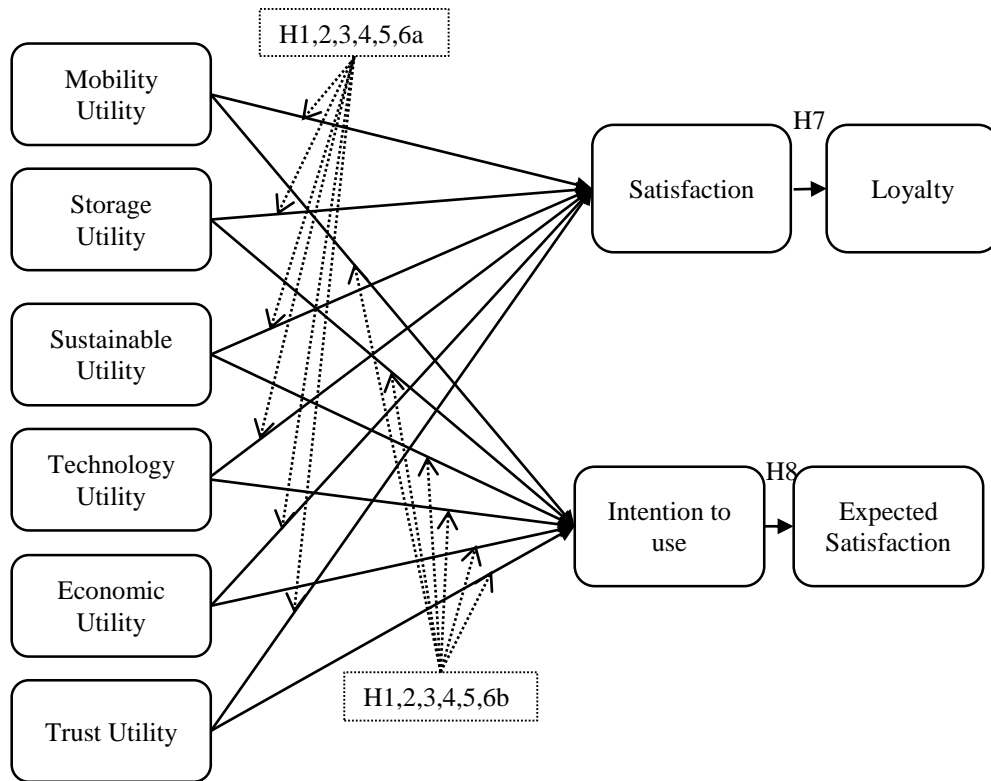 H1,2,3,4,5,6a
Mobility
Utility
Storage
Utility
Sustainable
Utility
Technology
Utility
Economic
Utility
Trust Utility
H7
Satisfaction
Loyalty
H8
Intention to
use
Expected
Satisfaction
H1,2,3,4,5,6b